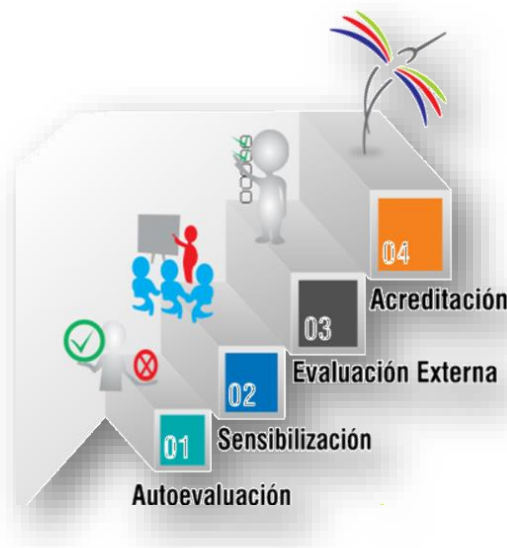 04
Acreditación
03
Evaluación Externa
02
Sensibilización
01
Autoevaluación